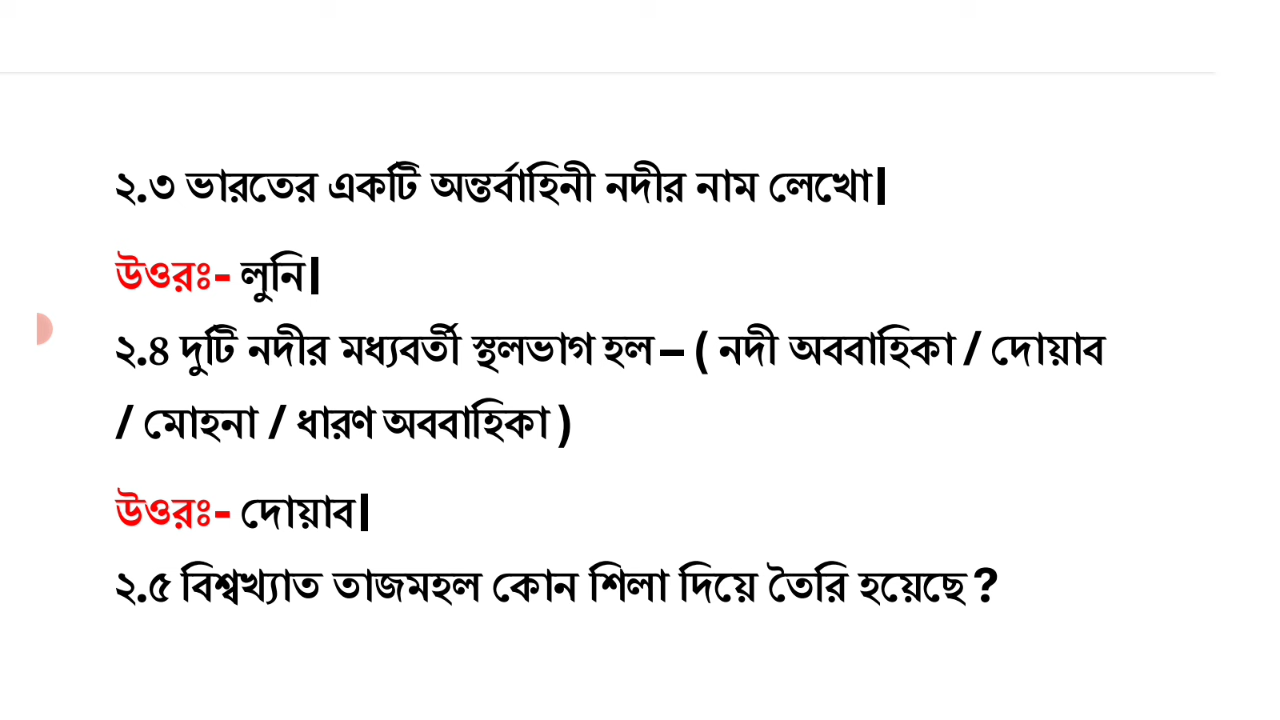 ২.৩ ভারতের একটি অন্তর্বাহিনী নদীর নাম লেখো।
উওরঃ- লুনি।
২.৪ দুটি নদীর মধ্যবর্তী স্থলভাগ হল – ( নদী অববাহিকা / দোয়াব
/ মোহনা / ধারণ অববাহিকা )
উওরঃ- দোয়াব।
২.৫ বিশ্বখ্যাত তাজমহল কোন শিলা দিয়ে তৈরি হয়েছে ?